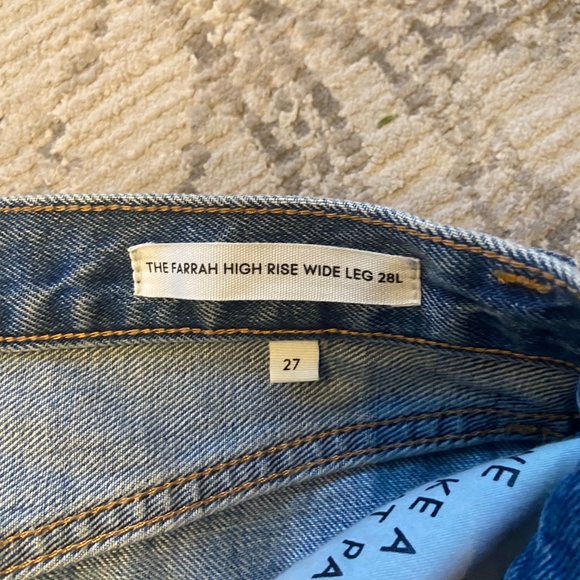 THE FARRAH HIGH RISE WIDE LEG 28L
27
A